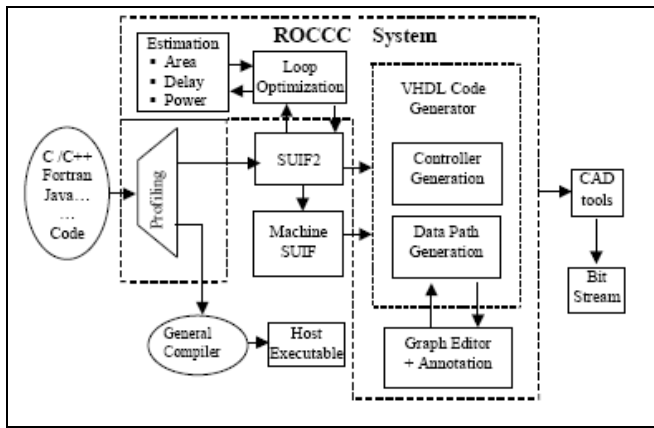 ROCCC System
Estimation
▪ Area
▪ Delay
▪ Power
Loop
Optimization
VHDL Code
Generator
C /C++
Fortran
Java…
…
Code
Profiling
SUIF2
Controller
Generation
CAD
tools
Machine
SUIF
Data Path
Generation
Bit
Stream
General
Compiler
Host
Executable
Graph Editor
+ Annotation